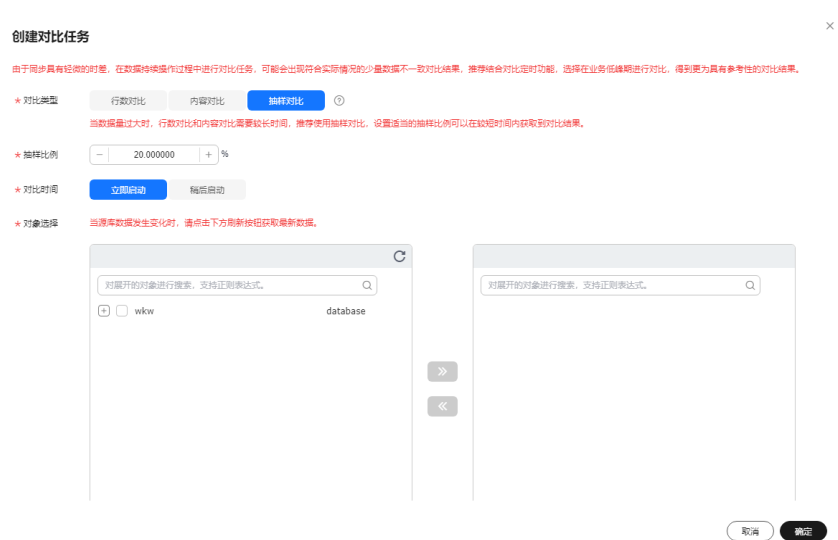 创建对比任务
由于同步具有轻微的时差，在数据持续操作过程中进行对比任务，可能会出现符合实际情况的少量数据不一致对比结果，推荐结合对比定时功能，选择在业务低峰期进行对比，得到更为具有参考性的对比结果。
* 对比类型 行数对比 内容对比 抽样对比 ?
当数据量过大时，行数对比和内容对比需要较长时间，推荐使用抽样对比，设置适当的抽样比例可以在较短时间内获取到对比结果。
* 抽样比例 - 20.000000 + %
* 对比时间 立即启动 稍后启动
* 对象选择 当源库数据发生变化时，请点击下方刷新按钮获取最新数据。
对展开的对象进行搜索，支持正则表达式。 对展开的对象进行搜索，支持正则表达式。
wkw database
取消 确定